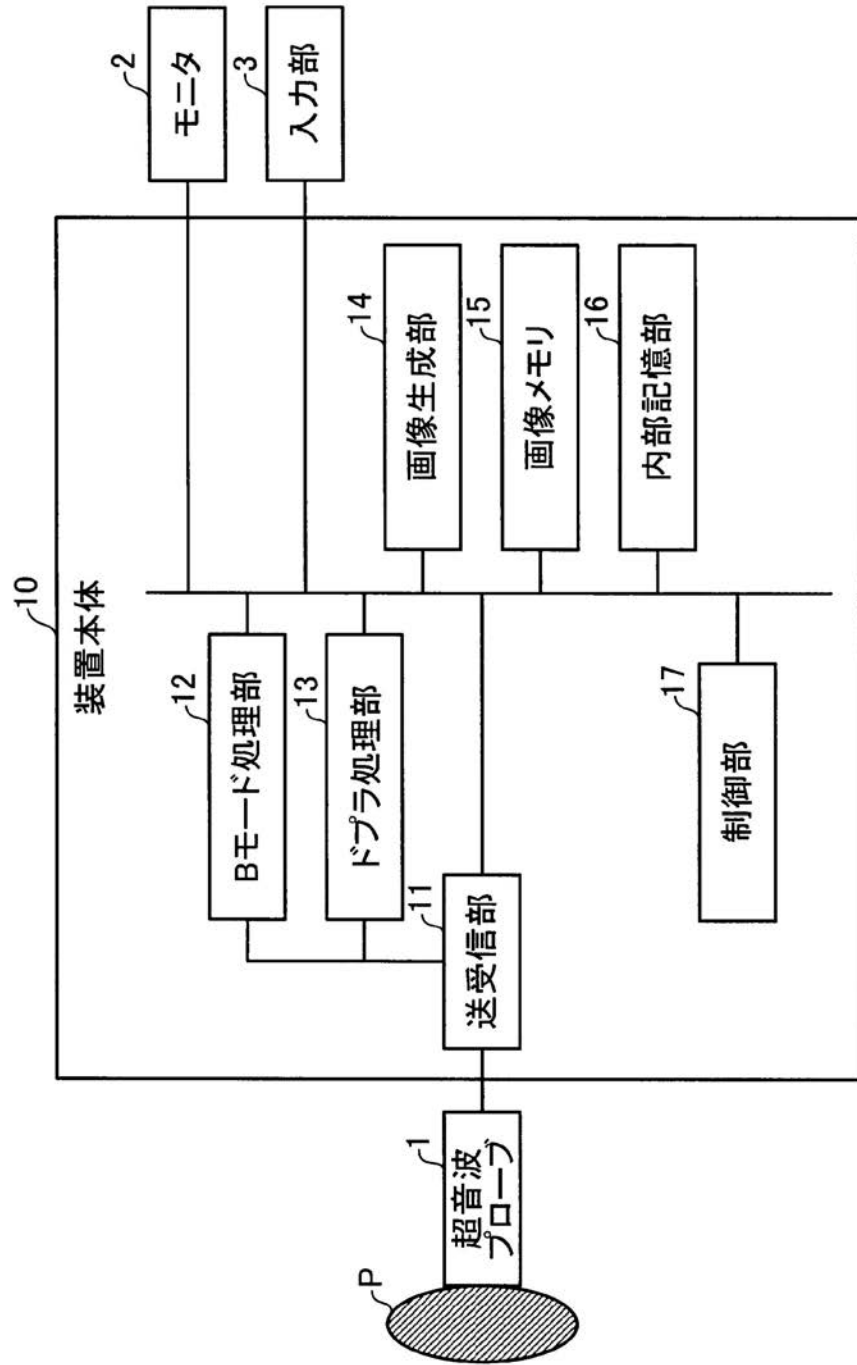 10
装置本体
2
モニタ
3
入力部
12
Bモード処理部
13
ドプラ処理部
14
画像生成部
15
画像メモリ
16
内部記憶部
11
送受信部
17
制御部
1
超音波
プローブ
P